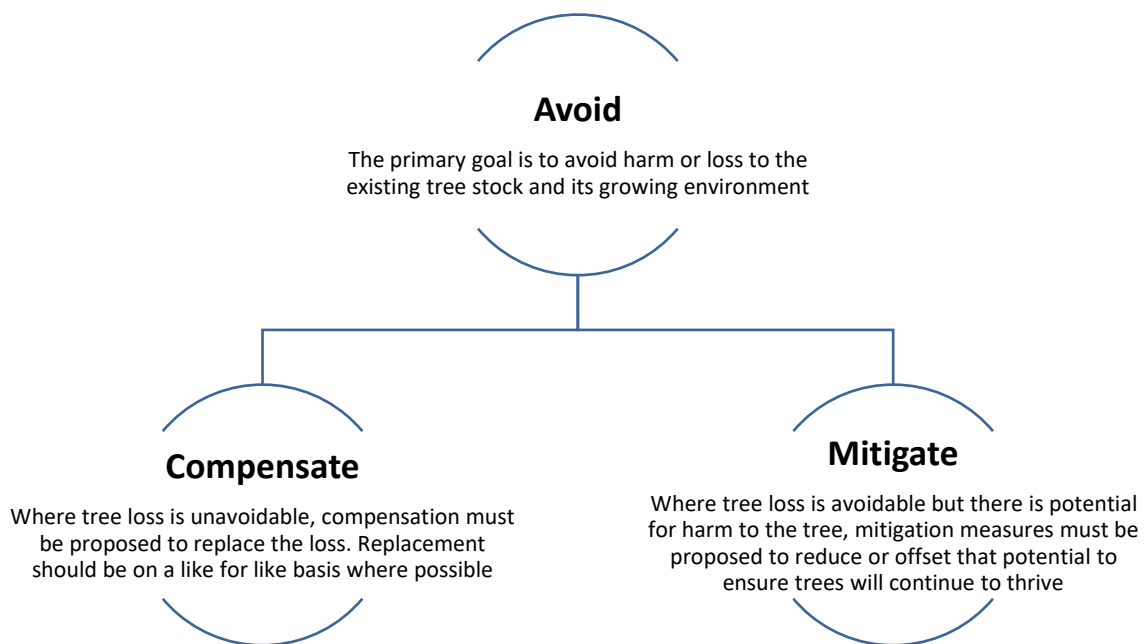 Avoid
The primary goal is to avoid harm or loss to the
existing tree stock and its growing environment
Compensate
Where tree loss is unavoidable, compensation must
be proposed to replace the loss. Replacement
should be on a like for like basis where possible
Mitigate
Where tree loss is avoidable but there is potential
for harm to the tree, mitigation measures must be
proposed to reduce or offset that potential to
ensure trees will continue to thrive